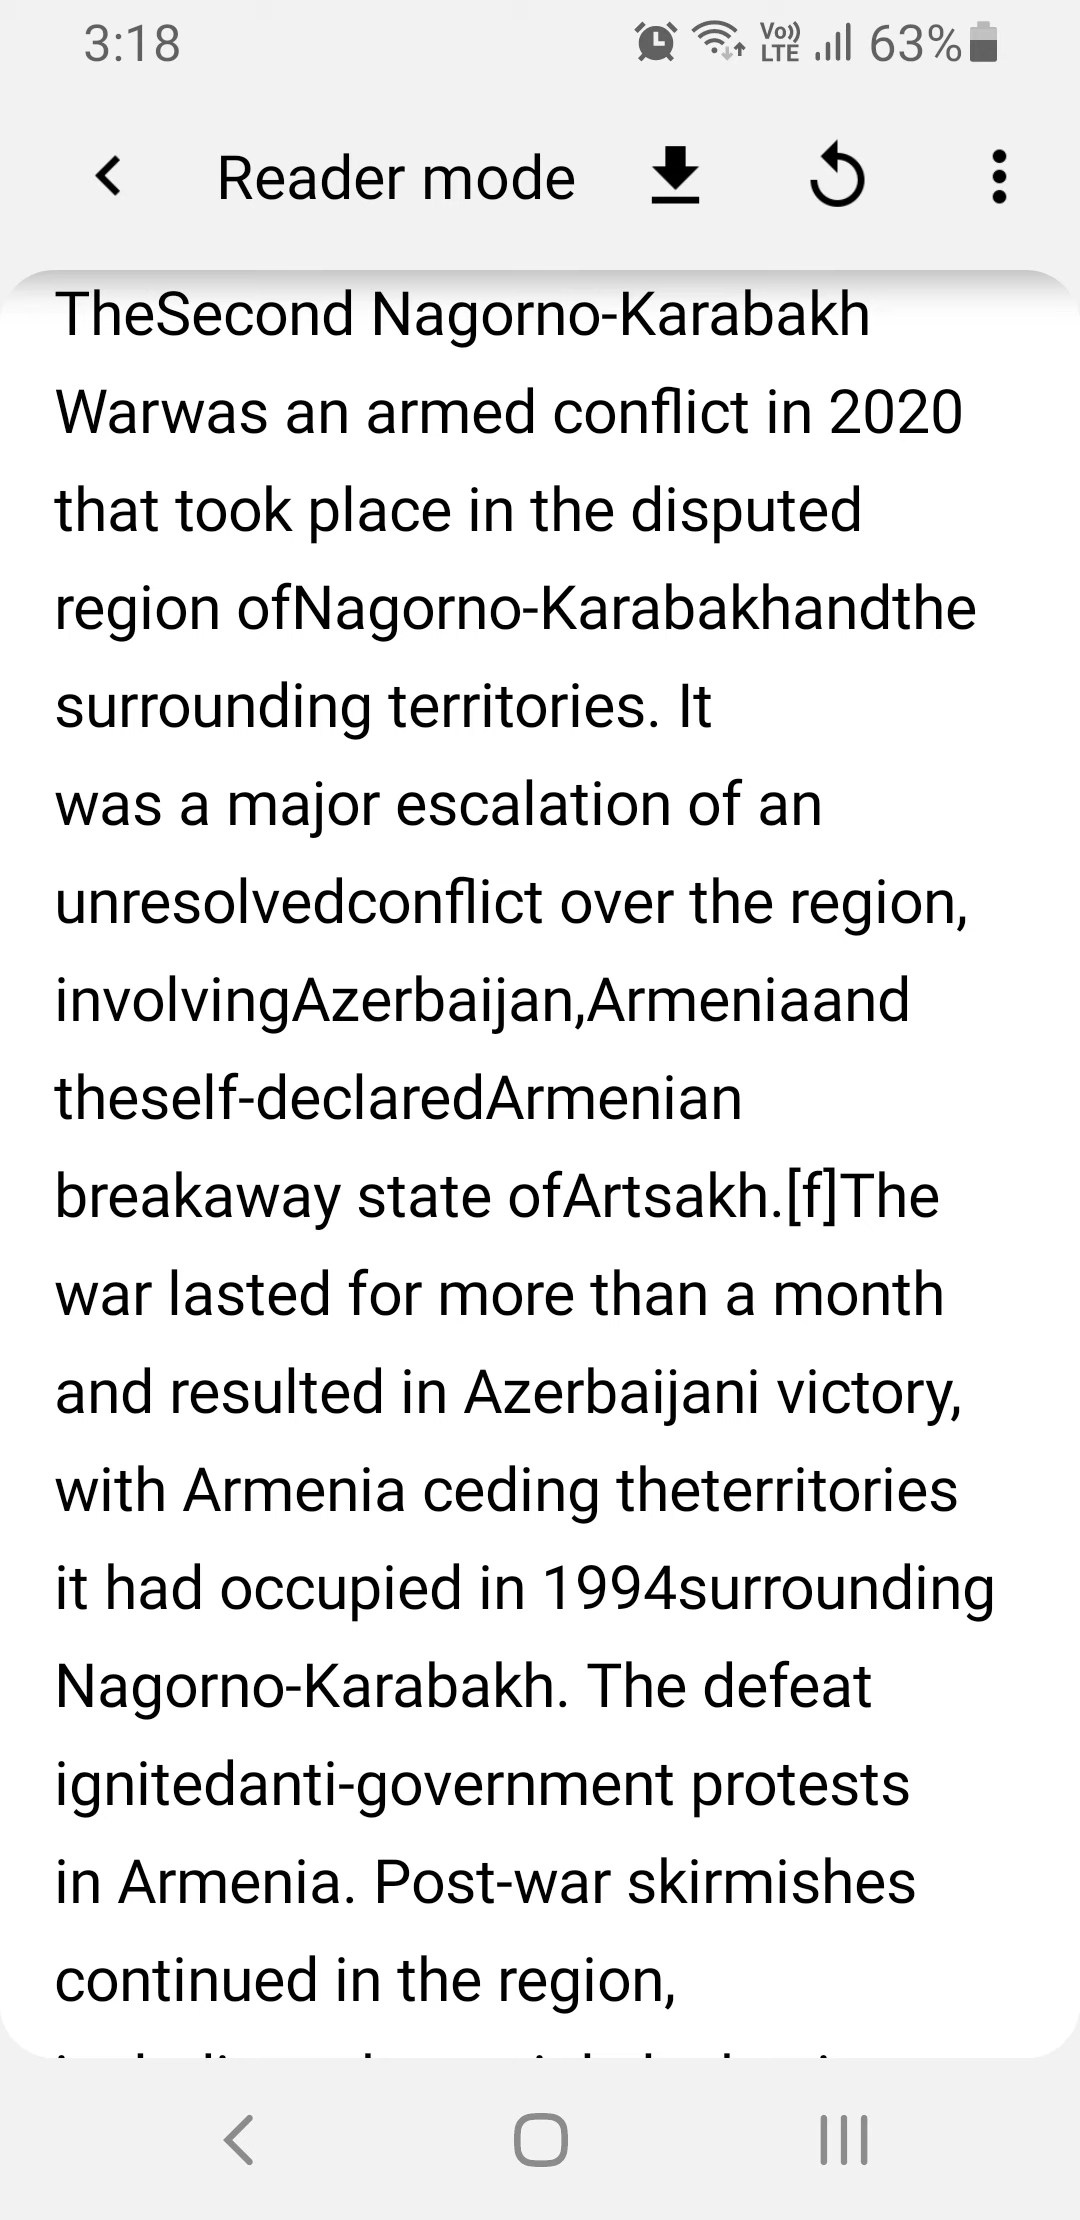 3:18
Vo)) LTE 63%
Reader mode
TheSecond Nagorno-Karabakh
Warwas an armed conflict in 2020
that took place in the disputed
region ofNagorno-Karabakhandthe
surrounding territories. It
was a major escalation of an
unresolvedconflict over the region,
involvingAzerbaijan,Armeniaand
theself-declaredArmenian
breakaway state ofArtsakh.[f]The
war lasted for more than a month
and resulted in Azerbaijani victory,
with Armenia ceding theterritories
it had occupied in 1994surrounding
Nagorno-Karabakh. The defeat
ignitedanti-government protests
in Armenia. Post-war skirmishes
continued in the region,